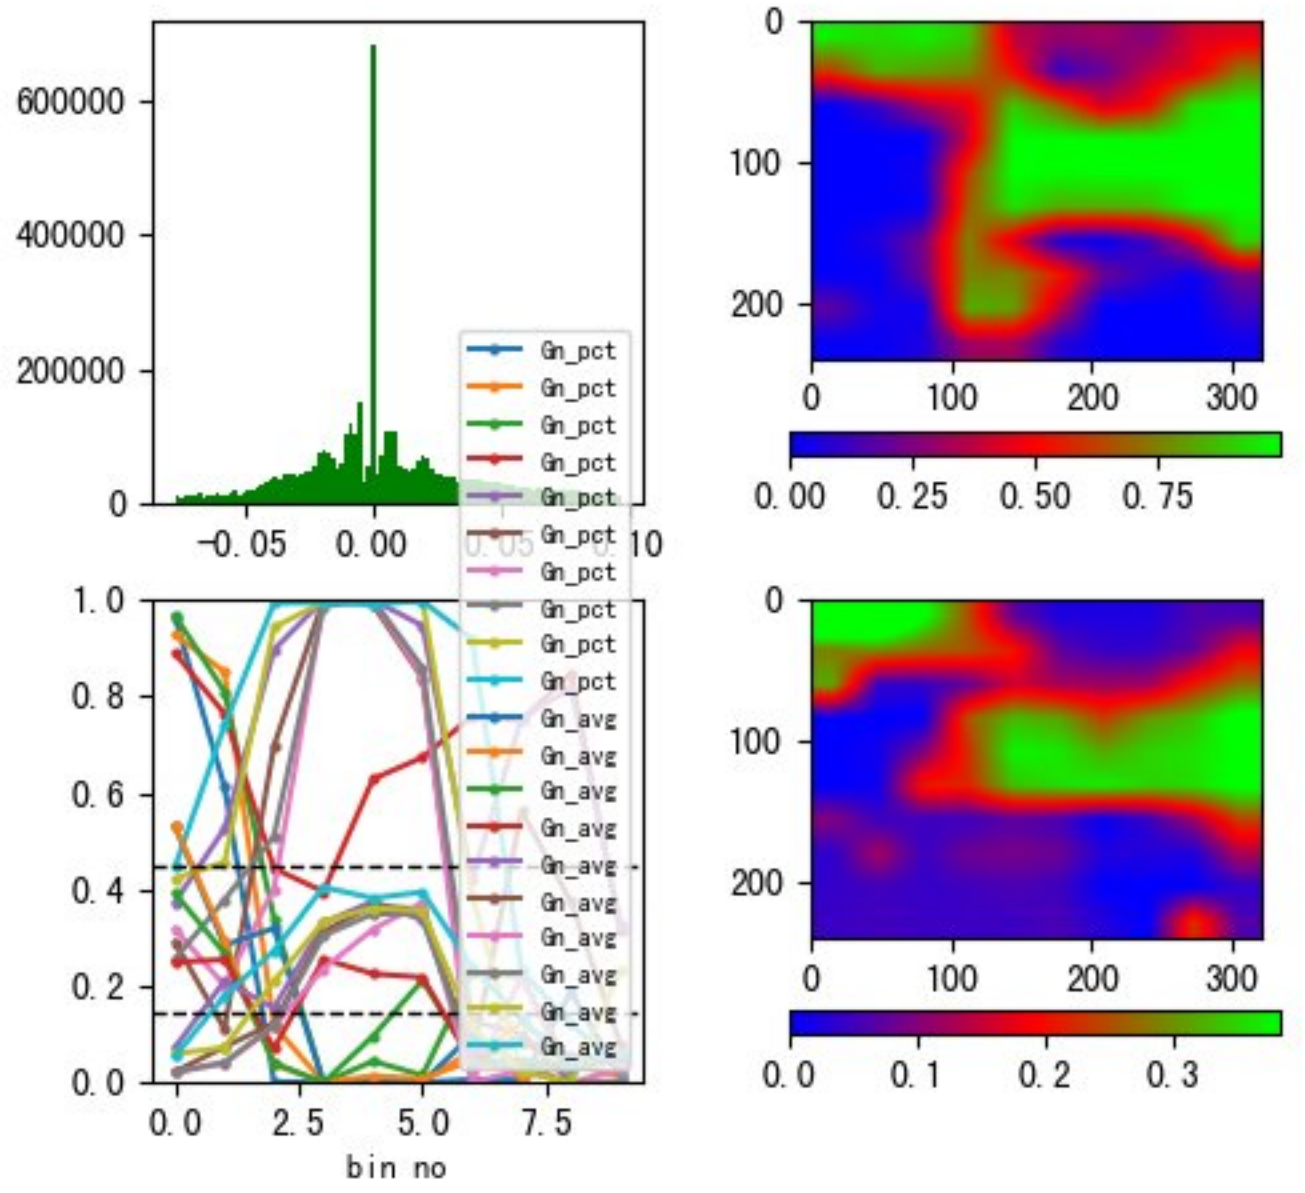 600000
400000
200000
0
-0.05 0.00 0.05 0.10
Gn_pct
Gn_pct
Gn_pct
Gn_pct
Gn_pct
Gn_pct
Gn_pct
Gn_pct
Gn_pct
Gn_pct
Gn_avg
Gn_avg
Gn_avg
Gn_avg
Gn_avg
Gn_avg
Gn_avg
Gn_avg
Gn_avg
Gn_avg
0
100
200
0 100 200 300
0.00 0.25 0.50 0.75
1.0
0.8
0.6
0.4
0.2
0.0
0.0 2.5 5.0 7.5
bin no
0
100
200
0 100 200 300
0.0 0.1 0.2 0.3